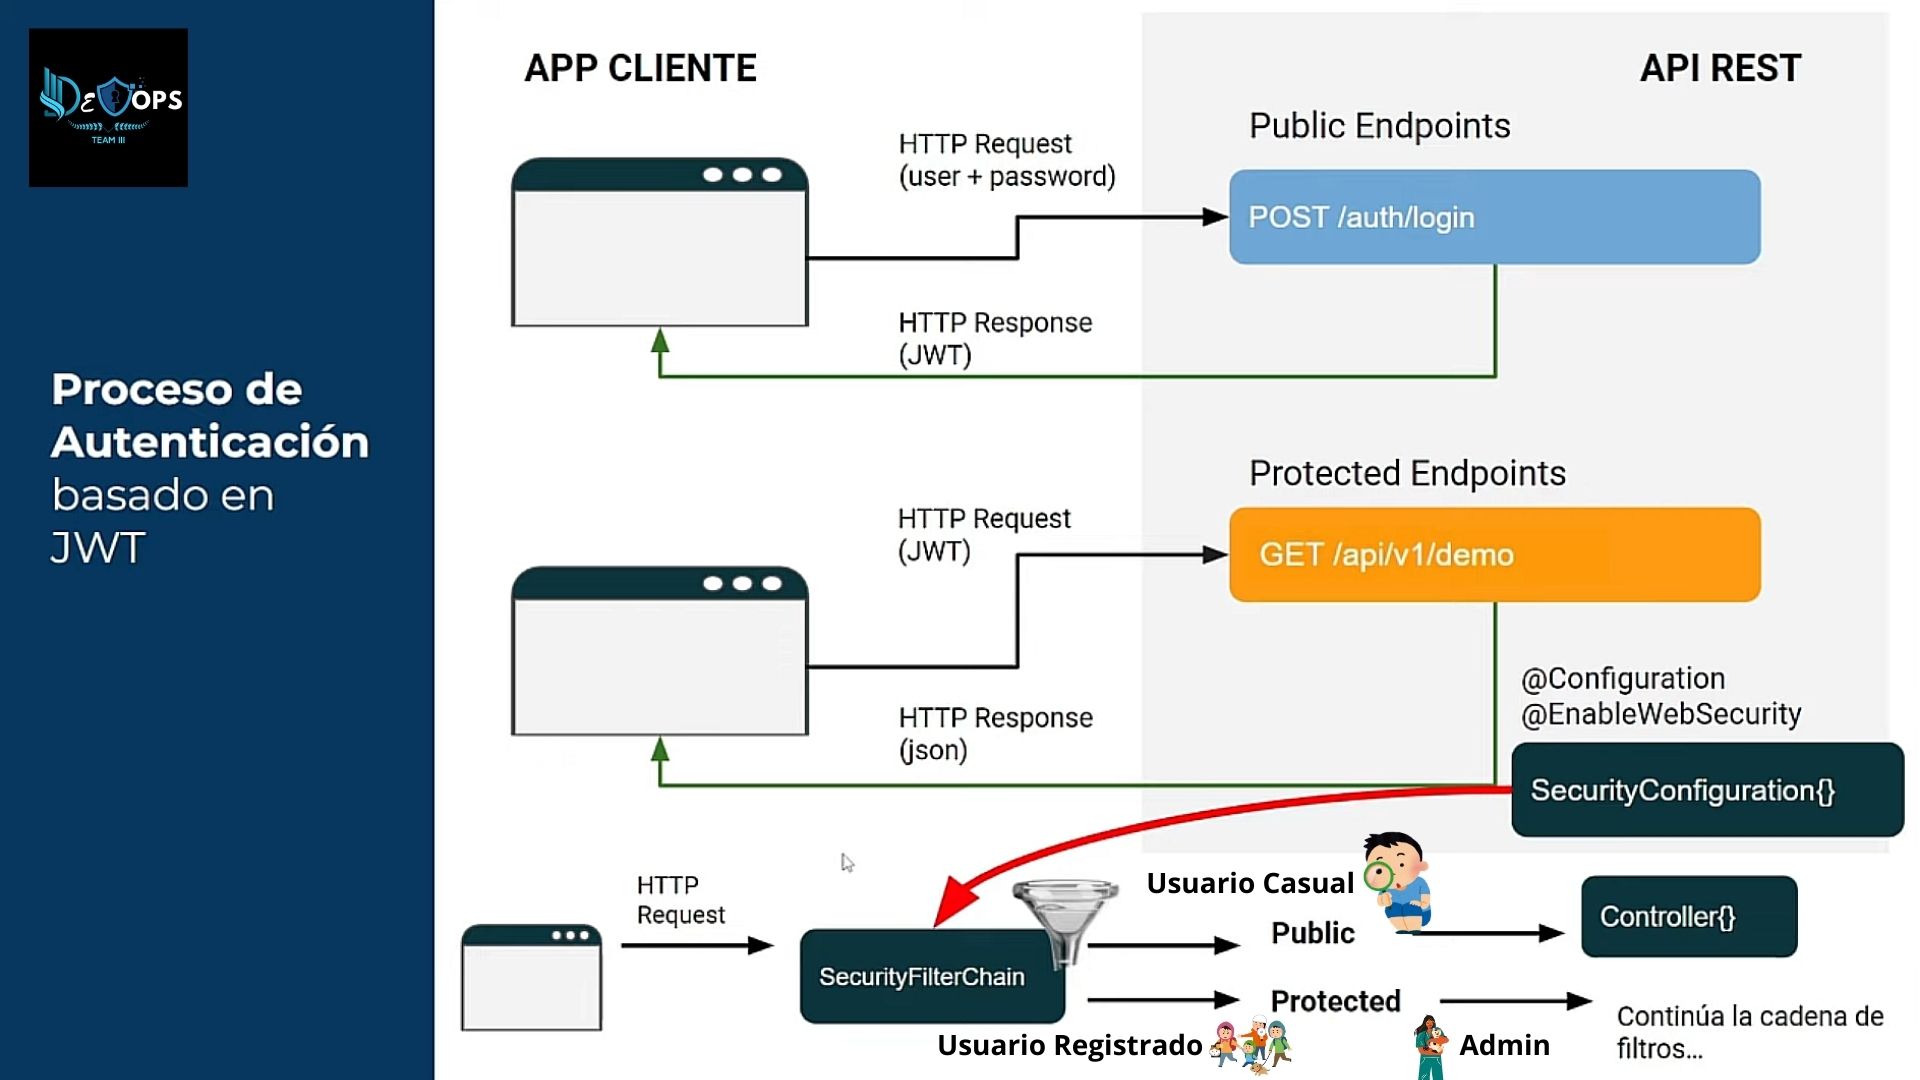 DevOPS
TEAM III
Proceso de
Autenticación
basado en
JWT
APP CLIENTE
API REST
HTTP Request
(user + password)
Public Endpoints
POST /auth/login
HTTP Response
(JWT)
Protected Endpoints
HTTP Request
(JWT)
GET /api/v1/demo
HTTP Response
(json)
@Configuration
@EnableWebSecurity
SecurityConfiguration{}
HTTP
Request
SecurityFilterChain
Usuario Casual
Public
Controller{}
Protected
Usuario Registrado
Admin
Continúa la cadena de
filtros...